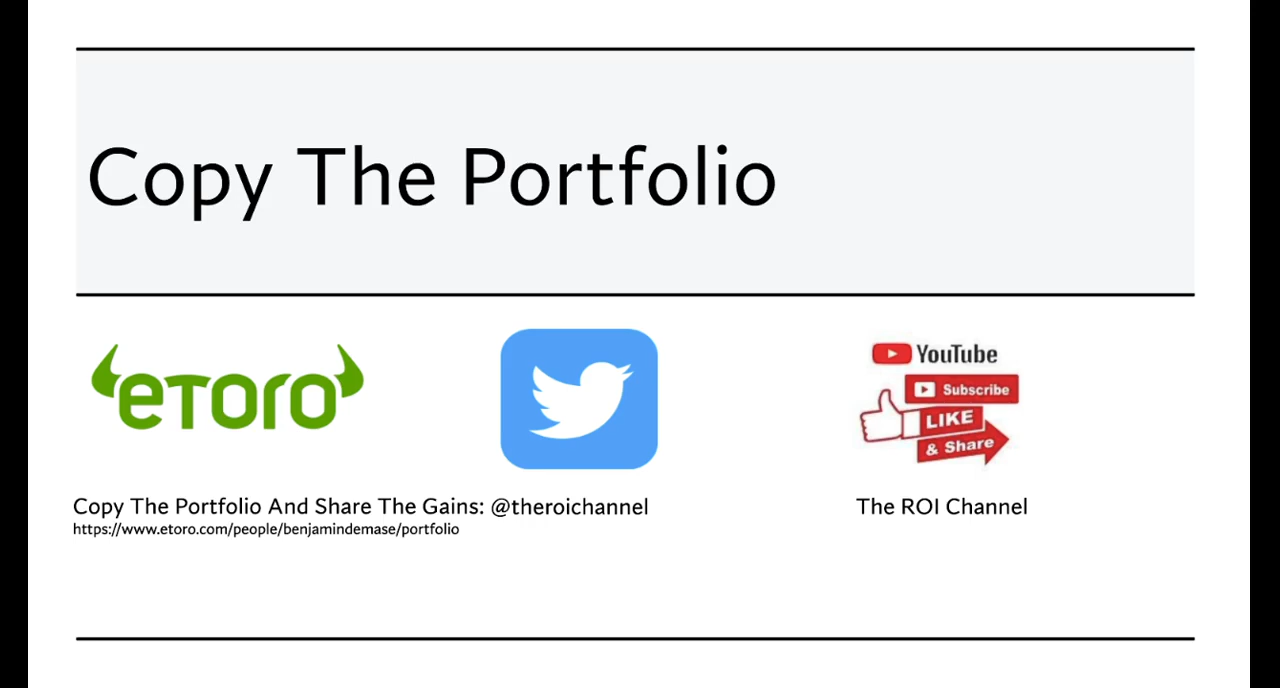 Copy The Portfolio
eTORO
YouTube
Subscribe
LIKE
& Share
Copy The Portfolio And Share The Gains:
https://www.etoro.com/people/benjamindemase/portfolio
@theroichannel
The ROI Channel